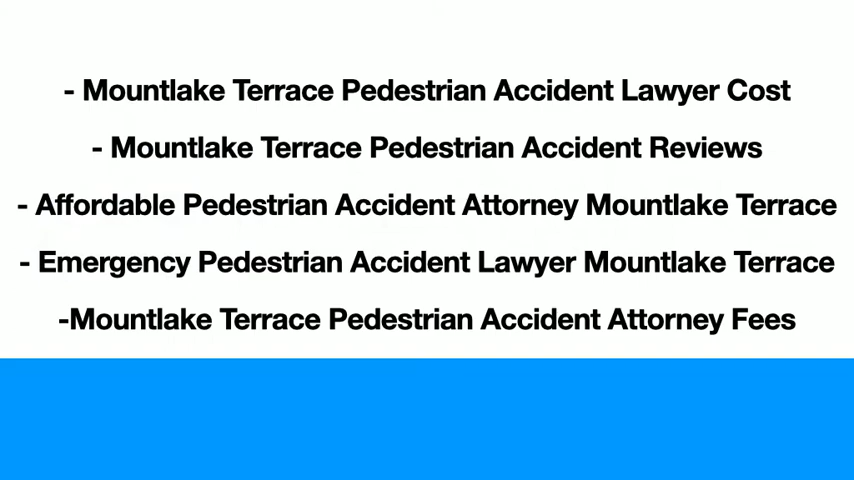 - Mountlake Terrace Pedestrian Accident Lawyer Cost
- Mountlake Terrace Pedestrian Accident Reviews
- Affordable Pedestrian Accident Attorney Mountlake Terrace
- Emergency Pedestrian Accident Lawyer Mountlake Terrace
-Mountlake Terrace Pedestrian Accident Attorney Fees